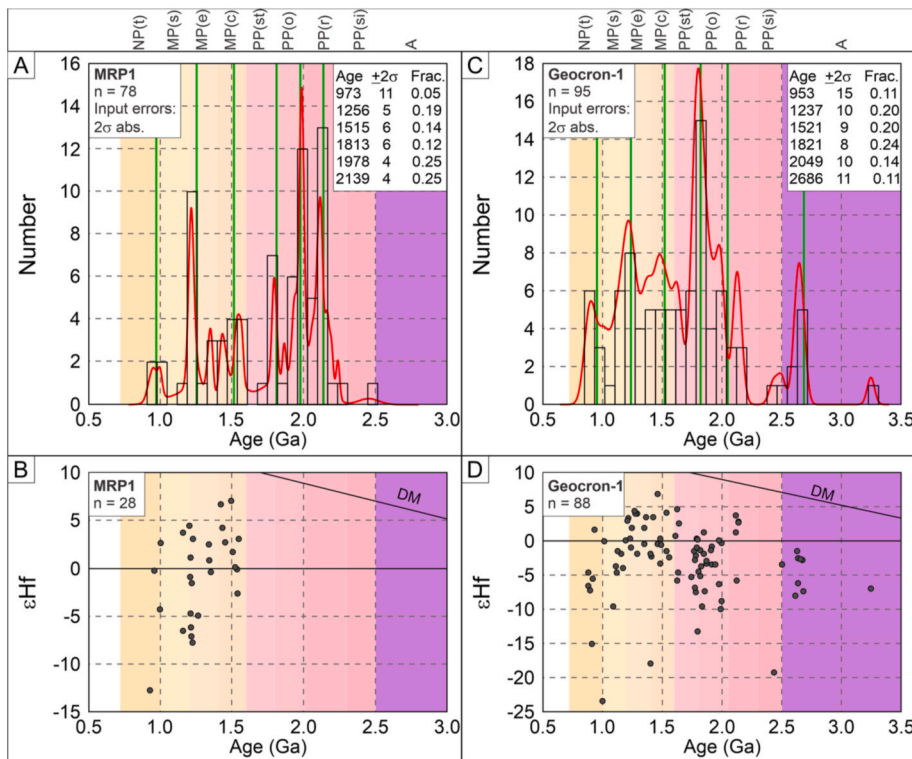 NP(t) MP(s) MP(e) MP(c) PP(st) PP(o) PP(r) PP(si) A
NP(t) MP(s) MP(e) MP(c) PP(st) PP(o) PP(r) PP(si) A
A
MRP1
n = 78
Input errors:
2σ abs.
Age ±2σ Frac.
973 11 0.05
1256 5 0.19
1515 6 0.14
1813 6 0.12
1978 4 0.25
2139 4 0.25
Number
16
14
12
10
8
6
4
2
0
0.5 1.0 1.5 2.0 2.5 3.0
Age (Ga)
C
Geocron-1
n = 95
Input errors:
2σ abs.
Age ±2σ Frac.
953 15 0.11
1237 10 0.20
1521 9 0.20
1821 8 0.24
2049 10 0.14
2686 11 0.11
Number
18
16
14
12
10
8
6
4
2
0
0.5 1.0 1.5 2.0 2.5 3.0 3.5
Age (Ga)
B
MRP1
n = 28
DM
εHf
10
5
0
-5
-10
-15
0.5 1.0 1.5 2.0 2.5 3.0
Age (Ga)
D
Geocron-1
n = 88
DM
εHf
10
5
0
-5
-10
-15
-20
-25
0.5 1.0 1.5 2.0 2.5 3.0 3.5
Age (Ga)